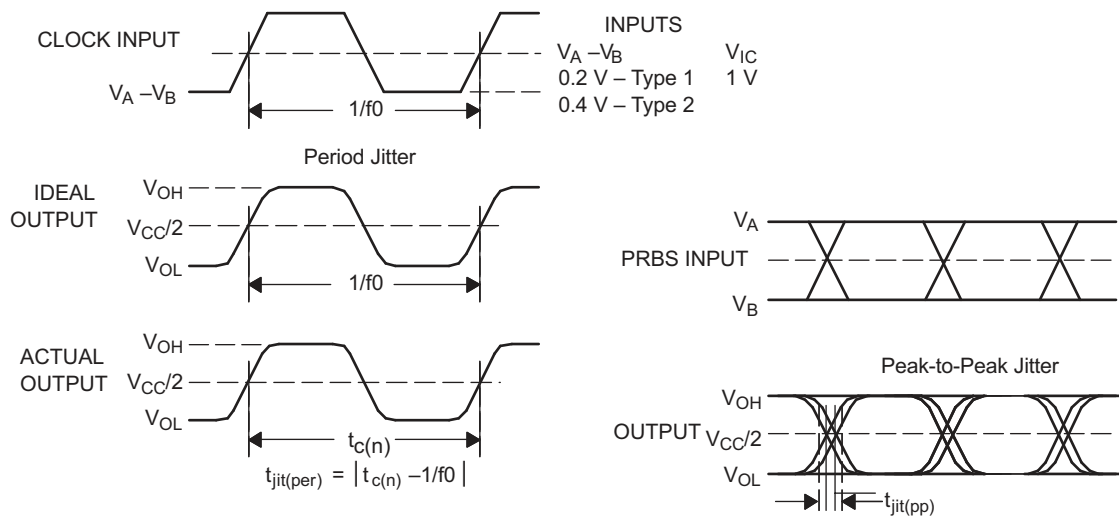 CLOCK INPUT
V_A –V_B
1/f0
INPUTS
V_A –V_B V_IC
0.2 V – Type 1 1 V
0.4 V – Type 2
Period Jitter
IDEAL
OUTPUT
V_OH
V_CC/2
V_OL
1/f0
ACTUAL
OUTPUT
V_OH
V_CC/2
V_OL
t_c(n)
t_jit(per) = | t_c(n) –1/f0 |
V_A
PRBS INPUT
V_B
Peak-to-Peak Jitter
V_OH
OUTPUT V_CC/2
V_OL
t_jit(pp)